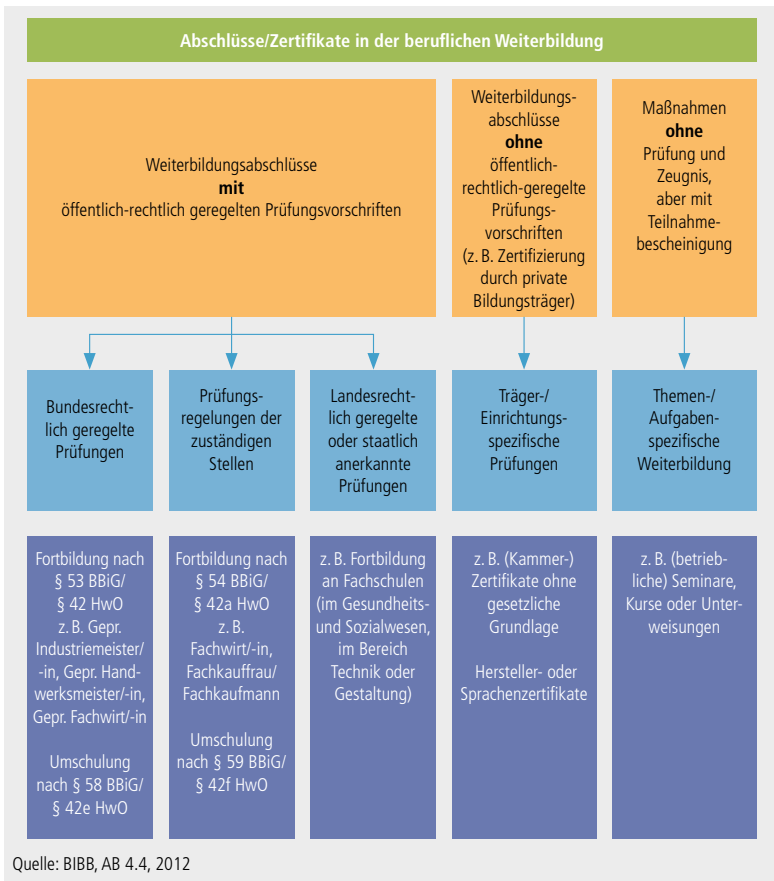 Abschlüsse/Zertifikate in der beruflichen Weiterbildung
Weiterbildungsabschlüsse
mit
öffentlich-rechtlich geregelten Prüfungsvorschriften
Weiterbildungs-
abschlüsse
ohne
öffentlich-
rechtlich-geregelte
Prüfungs-
vorschriften
(z. B. Zertifizierung
durch private
Bildungsträger)
Maßnahmen
ohne
Prüfung und
Zeugnis,
aber mit
Teilnahme-
bescheinigung
Bundesrecht-
lich geregelte
Prüfungen
Prüfungs-
regelungen der
zuständigen
Stellen
Landesrecht-
lich geregelte
oder staatlich
anerkannte
Prüfungen
Träger-/
Einrichtungs-
spezifische
Prüfungen
Themen-/
Aufgaben-
spezifische
Weiterbildung
Fortbildung nach
§ 53 BBiG/
§ 42 HwO
z. B. Gepr.
Industriemeister/
-in, Gepr. Hand-
werksmeister/-in,
Gepr. Fachwirt/-in
Umschulung
nach § 58 BBiG/
§ 42e HwO
Fortbildung nach
§ 54 BBiG/
§ 42a HwO
z. B.
Fachwirt/-in,
Fachkauffrau/
Fachkaufmann
Umschulung
nach § 59 BBiG/
§ 42f HwO
z. B. Fortbildung
an Fachschulen
(im Gesundheits-
und Sozialwesen,
im Bereich
Technik oder
Gestaltung)
z. B. (Kammer-)
Zertifikate ohne
gesetzliche
Grundlage
Hersteller- oder
Sprachenzertifikate
z. B. (betrieb-
liche) Seminare,
Kurse oder Unter-
weisungen
Quelle: BIBB, AB 4.4, 2012